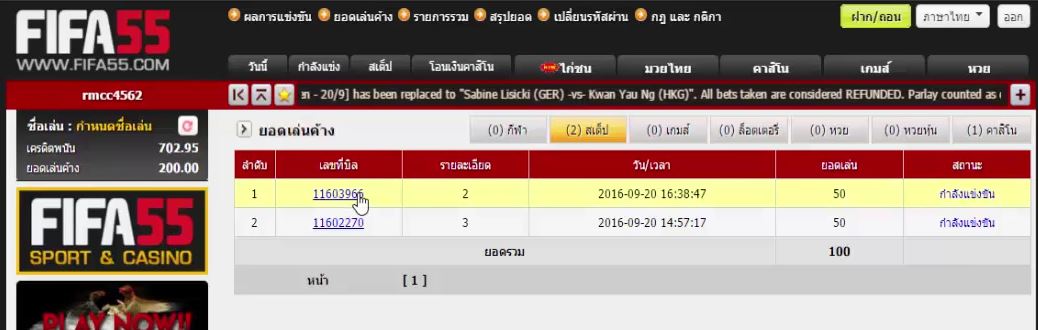 FIFA55
WWW.FIFA55.COM
ผลการแข่งขัน ยอดเล่นค้าง รายการรวม สรุปยอด เปลี่ยนรหัสผ่าน กฎ และ กติกา
ฝาก/ถอน ภาษาไทย ออก
วันนี้ กำลังแข่ง สเต็ป โอนเงินคาสิโน ไก่ชน มวยไทย คาสิโน เกมส์ หวย
rmcc4562
en - 20/9] has been replaced to "Sabine Lisicki (GER) -vs- Kwan Yau Ng (HKG)". All bets taken are considered REFUNDED. Parlay counted as
ชื่อเล่น : กำหนดชื่อเล่น
เครดิตพนัน 702.95
ยอดเล่นค้าง 200.00
ยอดเล่นค้าง
(0) กีฬา (2) สเต็ป (0) เกมส์ (0) ล็อตเตอรี่ (0) หวย (0) หวยหุ้น (1) คาสิโน
ลำดับ เลขที่บิล รายละเอียด วัน/เวลา ยอดเล่น สถานะ
1 11603966 2 2016-09-20 16:38:47 50 กำลังแข่งขัน
2 11602270 3 2016-09-20 14:57:17 50 กำลังแข่งขัน
ยอดรวม 100
หน้า [ 1 ]
FIFA55
SPORT & CASINO
PLAY NOW!!